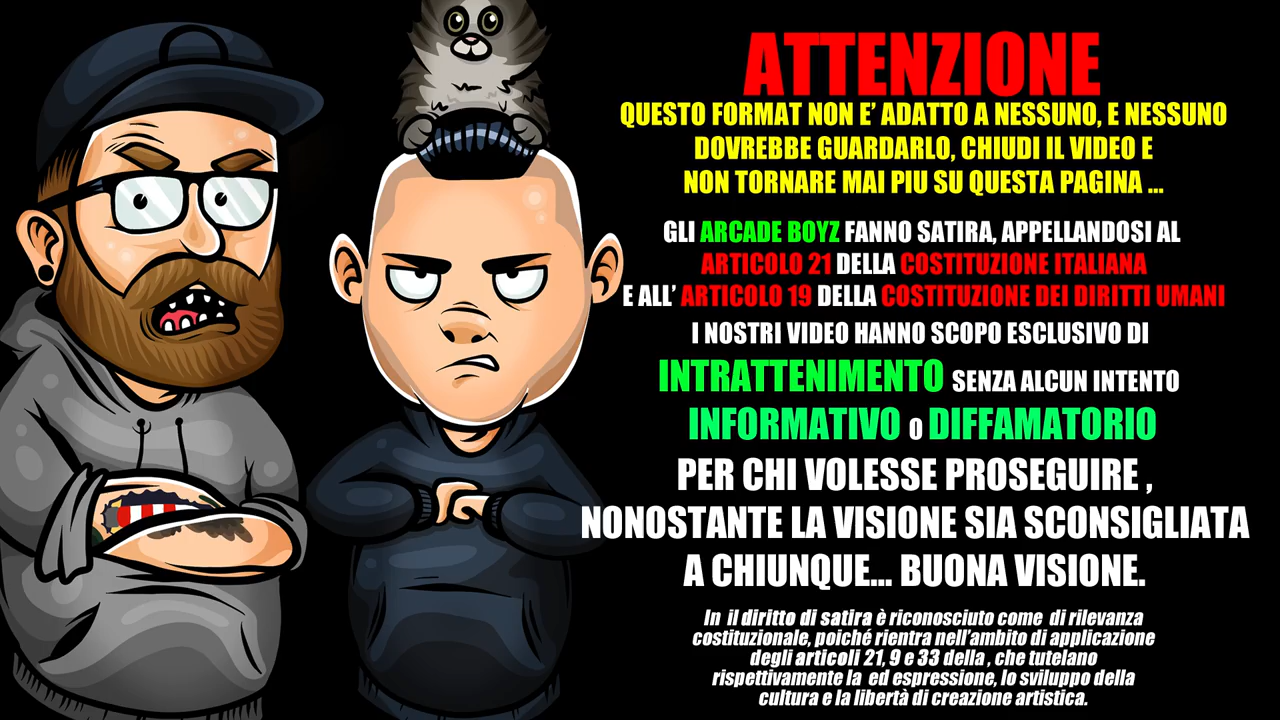 ATTENZIONE
QUESTO FORMAT NON E' ADATTO A NESSUNO, E NESSUNO
DOVREBBE GUARDARLO, CHIUDI IL VIDEO E
NON TORNARE MAI PIU SU QUESTA PAGINA ...
GLI ARCADE BOYZ FANNO SATIRA, APPELLANDOSI AL
ARTICOLO 21 DELLA COSTITUZIONE ITALIANA
E ALL' ARTICOLO 19 DELLA COSTITUZIONE DEI DIRITTI UMANI
I NOSTRI VIDEO HANNO SCOPO ESCLUSIVO DI
INTRATTENIMENTO SENZA ALCUN INTENTO
INFORMATIVO O DIFFAMATORIO
PER CHI VOLESSE PROSEGUIRE ,
NONOSTANTE LA VISIONE SIA SCONSIGLIATA
A CHIUNQUE... BUONA VISIONE.
In il diritto di satira è riconosciuto come di rilevanza
costituzionale, poiché rientra nell'ambito di applicazione
degli articoli 21, 9 e 33 della , che tutelano
rispettivamente la ed espressione, lo sviluppo della
cultura e la libertà di creazione artistica.